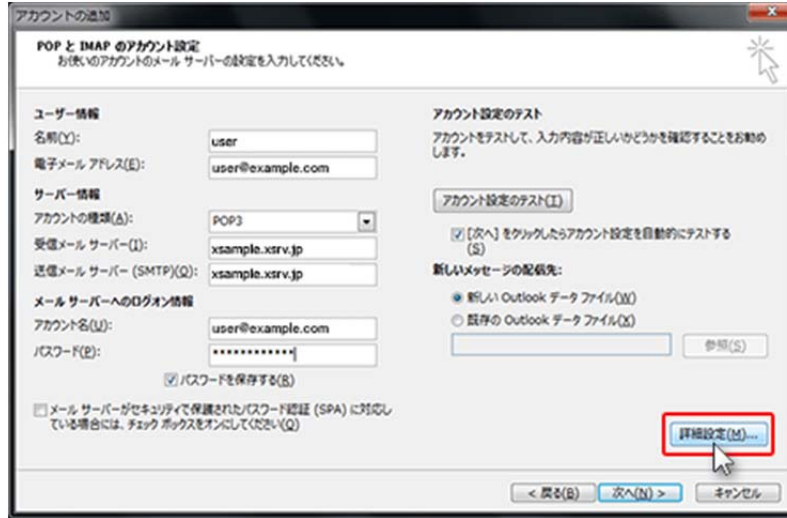 アカウントの追加
POP と IMAP のアカウント設定
お使いのアカウントのメール サーバーの設定を入力してください。
ユーザー情報
名前(Y):
user
電子メール アドレス(E):
user@example.com
サーバー情報
アカウントの種類(A):
POP3
受信メール サーバー(I):
xsample.xsrv.jp
送信メール サーバー (SMTP)(O):
xsample.xsrv.jp
メール サーバーへのログオン情報
アカウント名(U):
user@example.com
パスワード(P):
************
パスワードを保存する(R)
メール サーバーがセキュリティで保護されたパスワード認証 (SPA) に対応し
ている場合には、チェック ボックスをオンにしてください(Q)
アカウント設定のテスト
アカウントをテストして、入力内容が正しいかどうかを確認することをお勧め
します。
アカウント設定のテスト(T)
[次へ] をクリックしたらアカウント設定を自動的にテストする
(S)
新しいメッセージの配信先:
新しい Outlook データ ファイル(W)
既存の Outlook データ ファイル(X)
参照(S)
詳細設定(M)...
< 戻る(B)
次へ(N) >
キャンセル